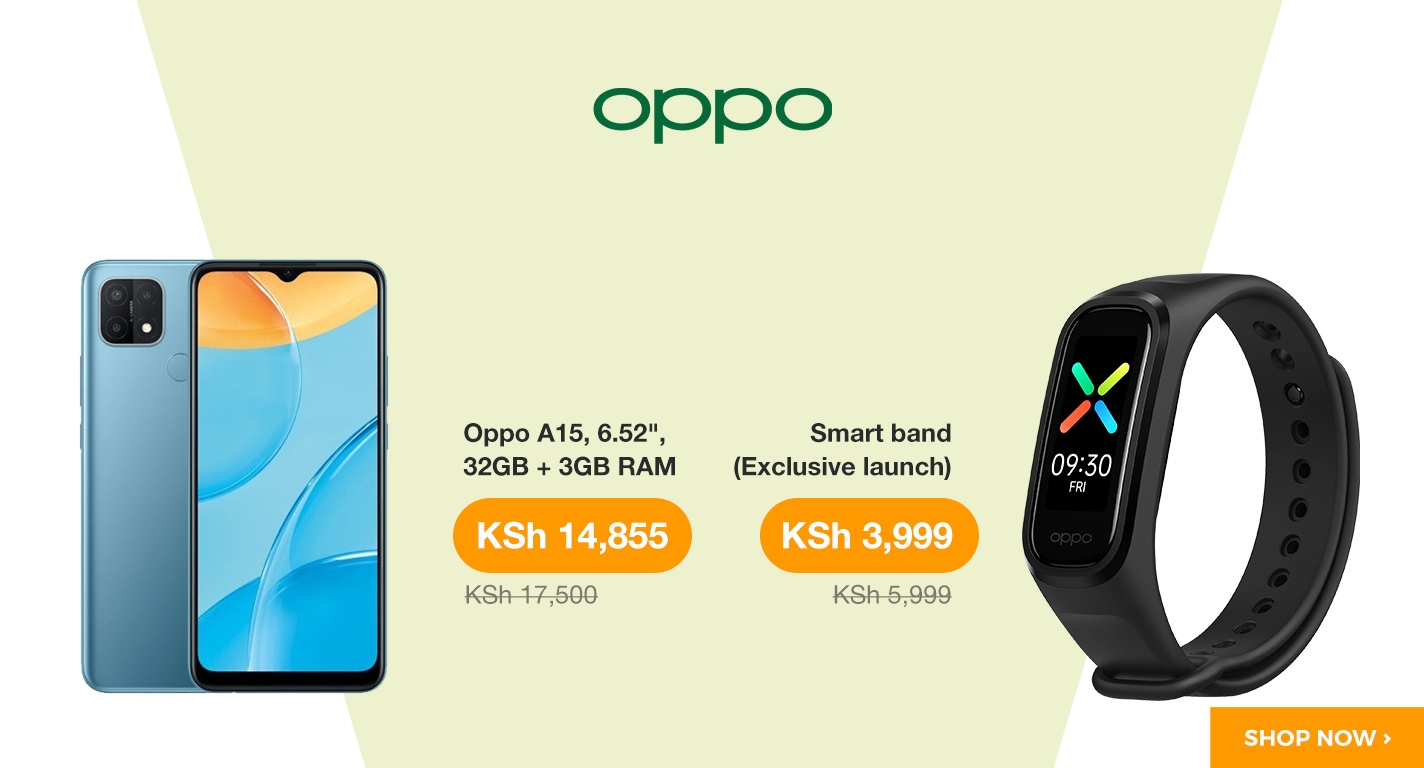 oppo
Oppo A15, 6.52",
32GB + 3GB RAM
KSh 14,855
KSh 17,500
Smart band
(Exclusive launch)
KSh 3,999
KSh 5,999
09:30
FRI
oppo
SHOP NOW ›